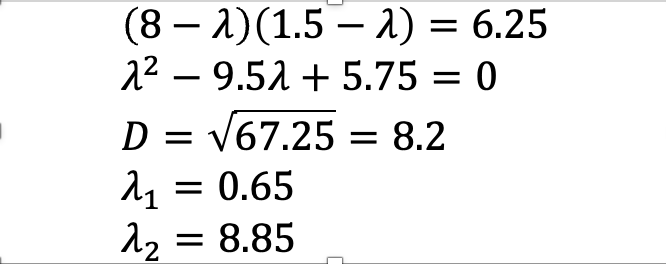 (8 − λ)(1.5 − λ) = 6.25
λ² − 9.5λ + 5.75 = 0
D = √67.25 = 8.2
λ₁ = 0.65
λ₂ = 8.85